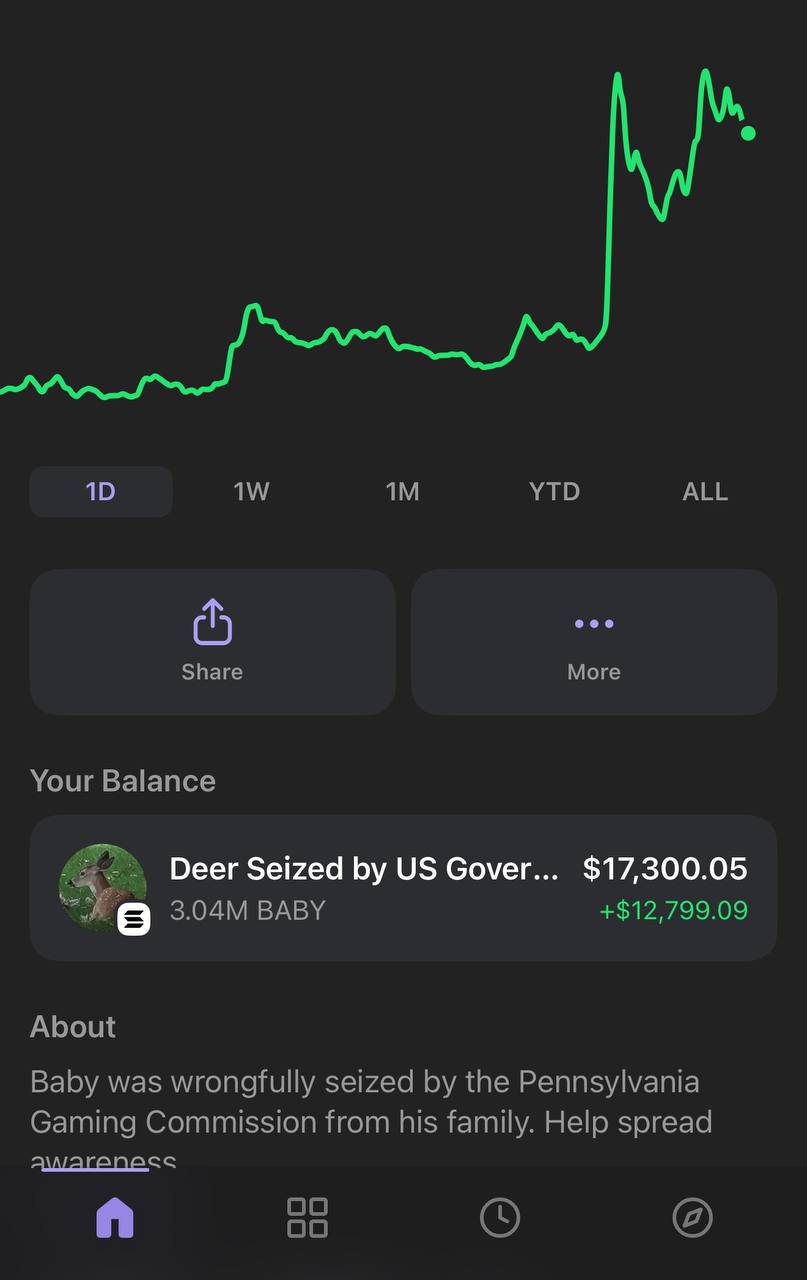 1D
1W
1M
YTD
ALL
Share
More
Your Balance
Deer Seized by US Gover... $17,300.05
3.04M BABY +$12,799.09
About
Baby was wrongfully seized by the Pennsylvania
Gaming Commission from his family. Help spread
awareness